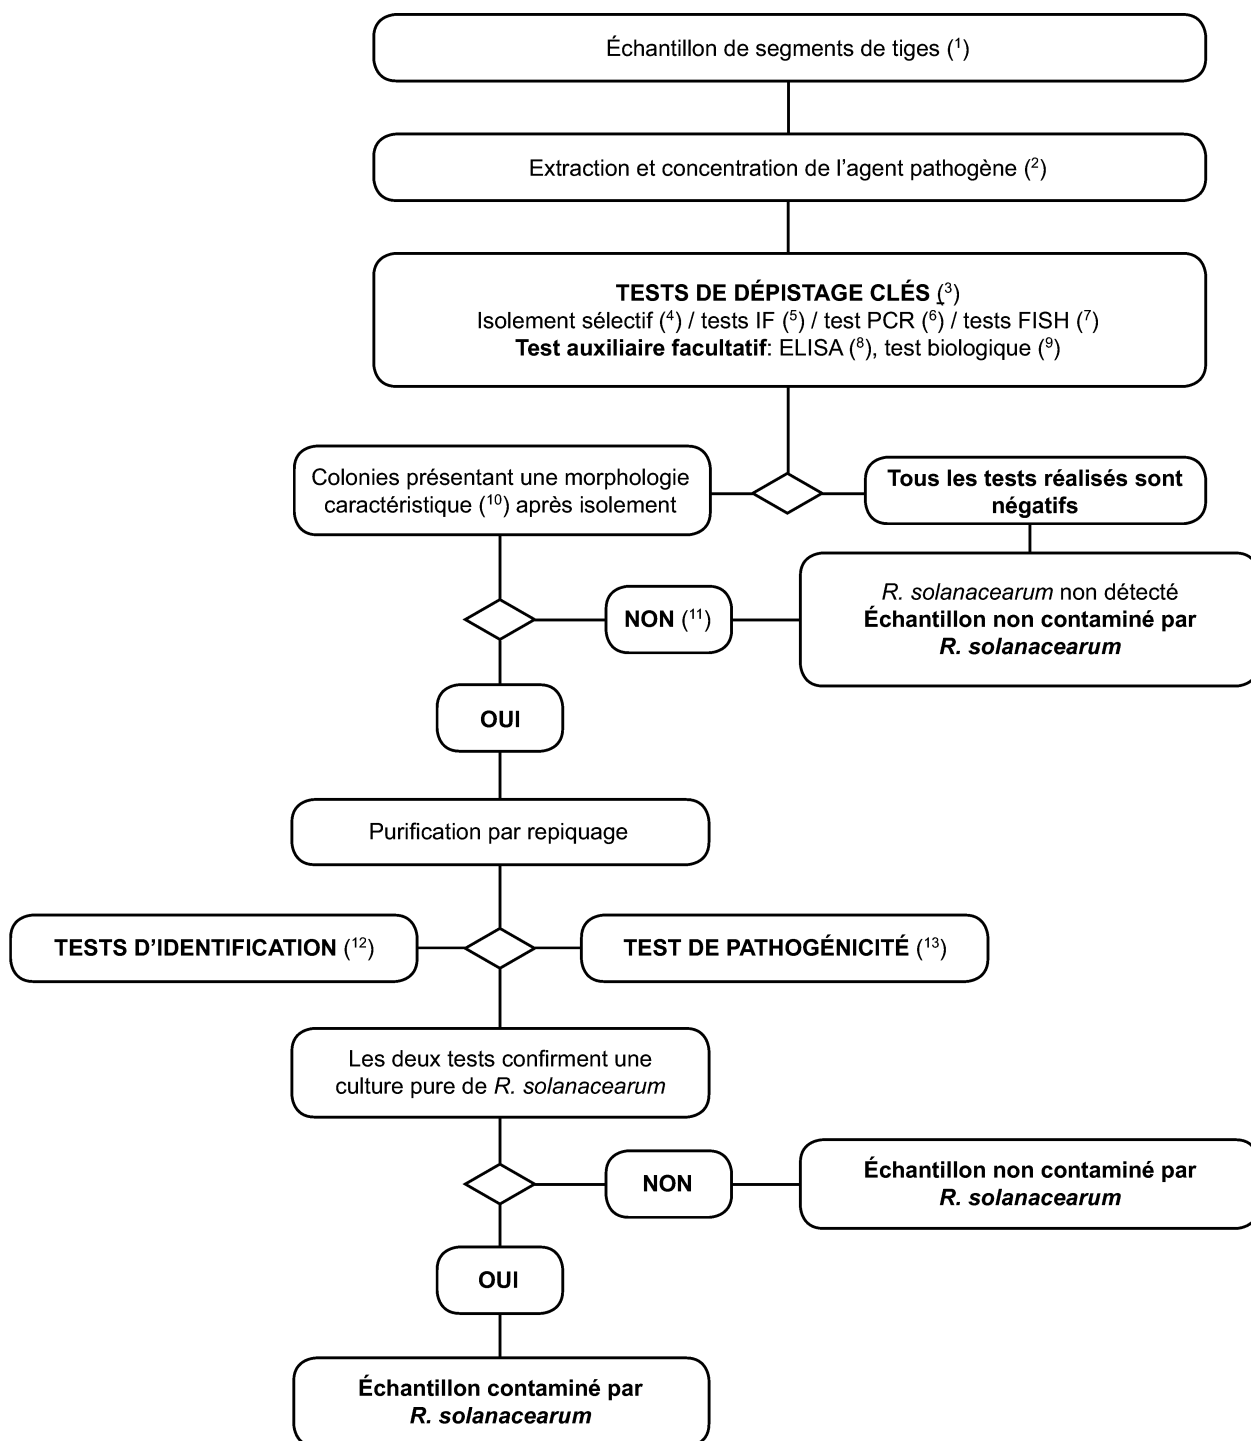 Échantillon de segments de tiges (¹)
Extraction et concentration de l’agent pathogène (²)
TESTS DE DÉPISTAGE CLÉS (³)
Isolement sélectif (⁴) / tests IF (⁵) / test PCR (⁶) / tests FISH (⁷)
Test auxiliaire facultatif: ELISA (⁸), test biologique (⁹)
Colonies présentant une morphologie
caractéristique (¹⁰) après isolement
Tous les tests réalisés sont
négatifs
NON (¹¹)
R. solanacearum non détecté
Échantillon non contaminé par
R. solanacearum
OUI
Purification par repiquage
TESTS D’IDENTIFICATION (¹²)
TEST DE PATHOGÉNICITÉ (¹³)
Les deux tests confirment une
culture pure de R. solanacearum
NON
Échantillon non contaminé par
R. solanacearum
OUI
Échantillon contaminé par
R. solanacearum